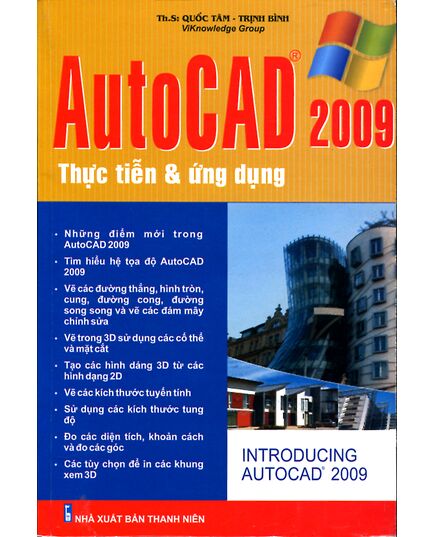 Th.S: QUỐC TÂM - TRỊNH BÌNH
ViKnowledge Group
AutoCAD® 2009
Thực tiễn & ứng dụng
• Những điểm mới trong
AutoCAD 2009
• Tìm hiểu hệ tọa độ AutoCAD
2009
• Vẽ các đường thẳng, hình tròn,
cung, đường cong, đường
song song và vẽ các đám mây
chỉnh sửa
• Vẽ trong 3D sử dụng các cố thể
và mặt cắt
• Tạo các hình dáng 3D từ các
hình dạng 2D
• Vẽ các kích thước tuyến tính
• Sử dụng các kích thước tung
độ
• Đo các diện tích, khoản cách
và đo các góc
• Các tùy chọn để in các khung
xem 3D
INTRODUCING
AUTOCAD® 2009
NHÀ XUẤT BẢN THANH NIÊN